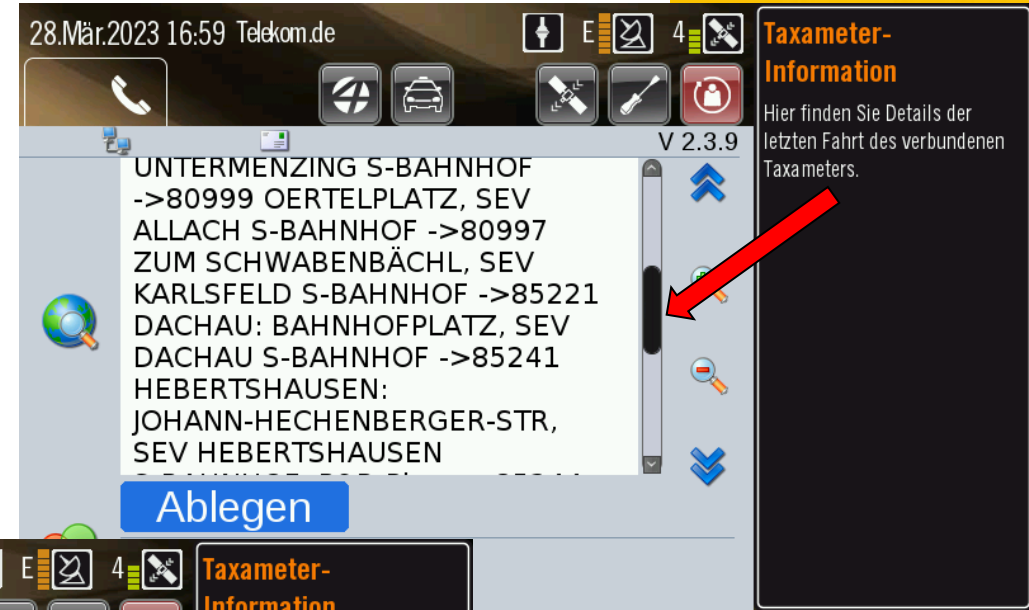 28.Mär.2023 16:59 Telekom.de
E
4
V 2.3.9
UNTERMENZING S-BAHNHOF
->80999 OERTELPLATZ, SEV
ALLACH S-BAHNHOF ->80997
ZUM SCHWABENBÄCHL, SEV
KARLSFELD S-BAHNHOF ->85221
DACHAU: BAHNHOFPLATZ, SEV
DACHAU S-BAHNHOF ->85241
HEBERTSHAUSEN:
JOHANN-HECHENBERGER-STR,
SEV HEBERTSHAUSEN
Ablegen
Taxameter-
Information
Hier finden Sie Details der
letzten Fahrt des verbundenen
Taxameters.
E
4
Taxameter-
Information